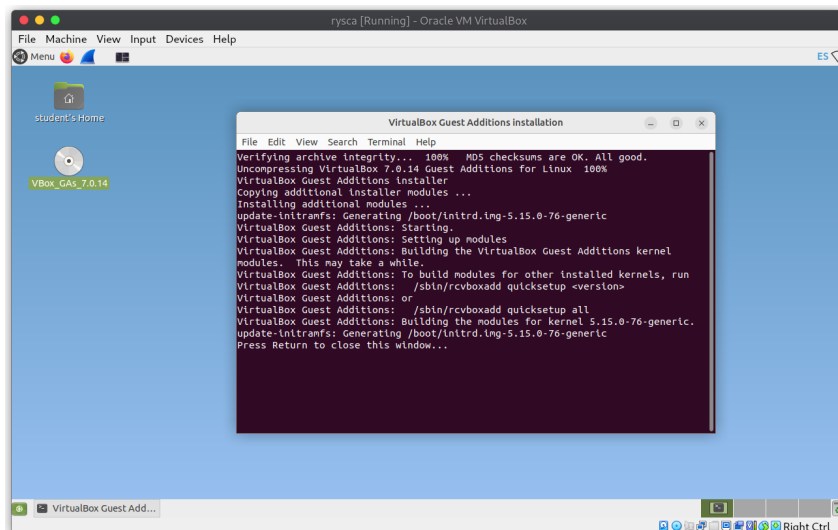 rysca [Running] - Oracle VM VirtualBox
File Machine View Input Devices Help
Menu
ES
student's Home
VBox_GAs_7.0.14
VirtualBox Guest Additions installation
File Edit View Search Terminal Help
Verifying archive integrity... 100% MD5 checksums are OK. All good.
Uncompressing VirtualBox 7.0.14 Guest Additions for Linux 100%
VirtualBox Guest Additions installer
Copying additional installer modules ...
Installing additional modules ...
update-initramfs: Generating /boot/initrd.img-5.15.0-76-generic
VirtualBox Guest Additions: Starting.
VirtualBox Guest Additions: Setting up modules
VirtualBox Guest Additions: Building the VirtualBox Guest Additions kernel
modules. This may take a while.
VirtualBox Guest Additions: To build modules for other installed kernels, run
VirtualBox Guest Additions: /sbin/rcvboxadd quicksetup <version>
VirtualBox Guest Additions: or
VirtualBox Guest Additions: /sbin/rcvboxadd quicksetup all
VirtualBox Guest Additions: Building the modules for kernel 5.15.0-76-generic.
update-initramfs: Generating /boot/initrd.img-5.15.0-76-generic
Press Return to close this window...
VirtualBox Guest Add...
Right Ctrl